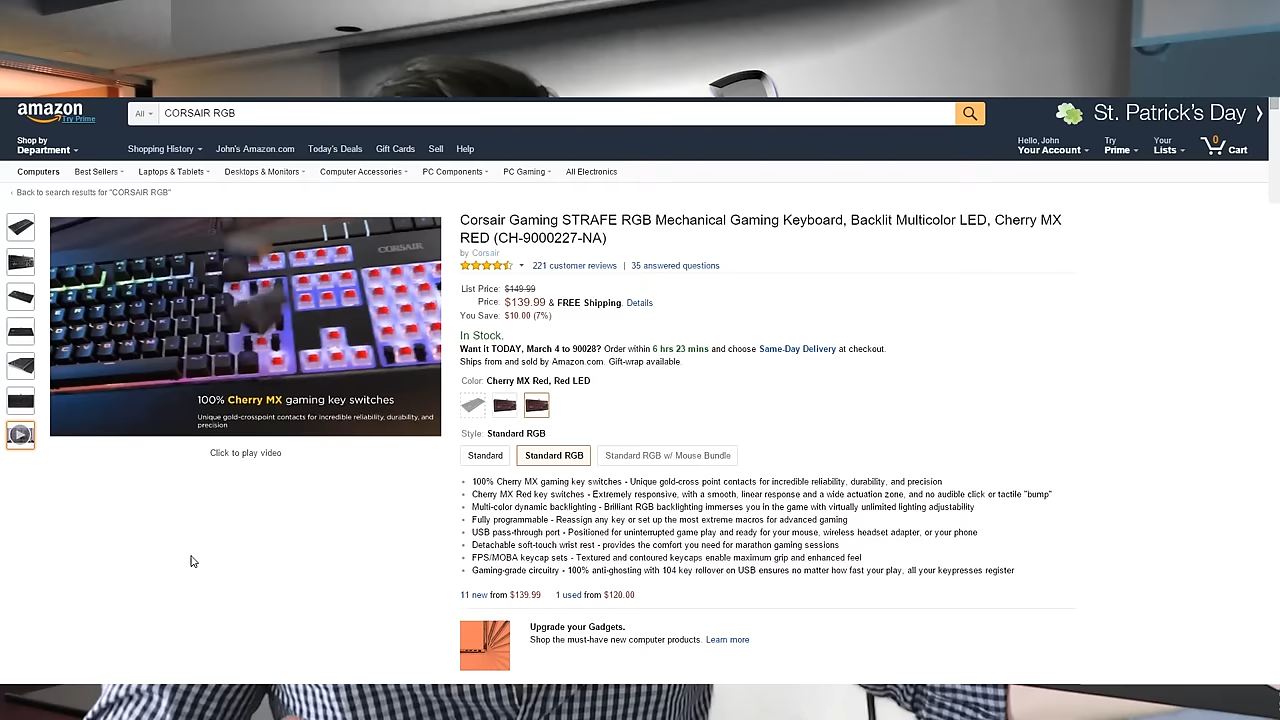 amazon
Try Prime
All
CORSAIR RGB
St. Patrick's Day
Shop by
Department
Shopping History
John's Amazon.com
Today's Deals
Gift Cards
Sell
Help
Hello, John
Your Account
Try
Prime
Your
Lists
0
Cart
Computers
Best Sellers
Laptops & Tablets
Desktops & Monitors
Computer Accessories
PC Components
PC Gaming
All Electronics
‹ Back to search results for "CORSAIR RGB"
CORSAIR
100% Cherry MX gaming key switches
Unique gold-crosspoint contacts for incredible reliability, durability, and
precision
Click to play video
Corsair Gaming STRAFE RGB Mechanical Gaming Keyboard, Backlit Multicolor LED, Cherry MX
RED (CH-9000227-NA)
by Corsair
221 customer reviews | 35 answered questions
List Price: $149.99
Price: $139.99 & FREE Shipping. Details
You Save: $10.00 (7%)
In Stock.
Want it TODAY, March 4 to 90028? Order within 6 hrs 23 mins and choose Same-Day Delivery at checkout.
Ships from and sold by Amazon.com. Gift-wrap available.
Color: Cherry MX Red, Red LED
Style: Standard RGB
Standard
Standard RGB
Standard RGB w/ Mouse Bundle
• 100% Cherry MX gaming key switches - Unique gold-cross point contacts for incredible reliability, durability, and precision
• Cherry MX Red key switches - Extremely responsive, with a smooth, linear response and a wide actuation zone, and no audible click or tactile "bump"
• Multi-color dynamic backlighting - Brilliant RGB backlighting immerses you in the game with virtually unlimited lighting adjustability
• Fully programmable - Reassign any key or set up the most extreme macros for advanced gaming
• USB pass-through port - Positioned for uninterrupted game play and ready for your mouse, wireless headset adapter, or your phone
• Detachable soft-touch wrist rest - provides the comfort you need for marathon gaming sessions
• FPS/MOBA keycap sets - Textured and contoured keycaps enable maximum grip and enhanced feel
• Gaming-grade circuitry - 100% anti-ghosting with 104 key rollover on USB ensures no matter how fast your play, all your keypresses register
11 new from $139.99 1 used from $120.00
Upgrade your Gadgets.
Shop the must-have new computer products. Learn more